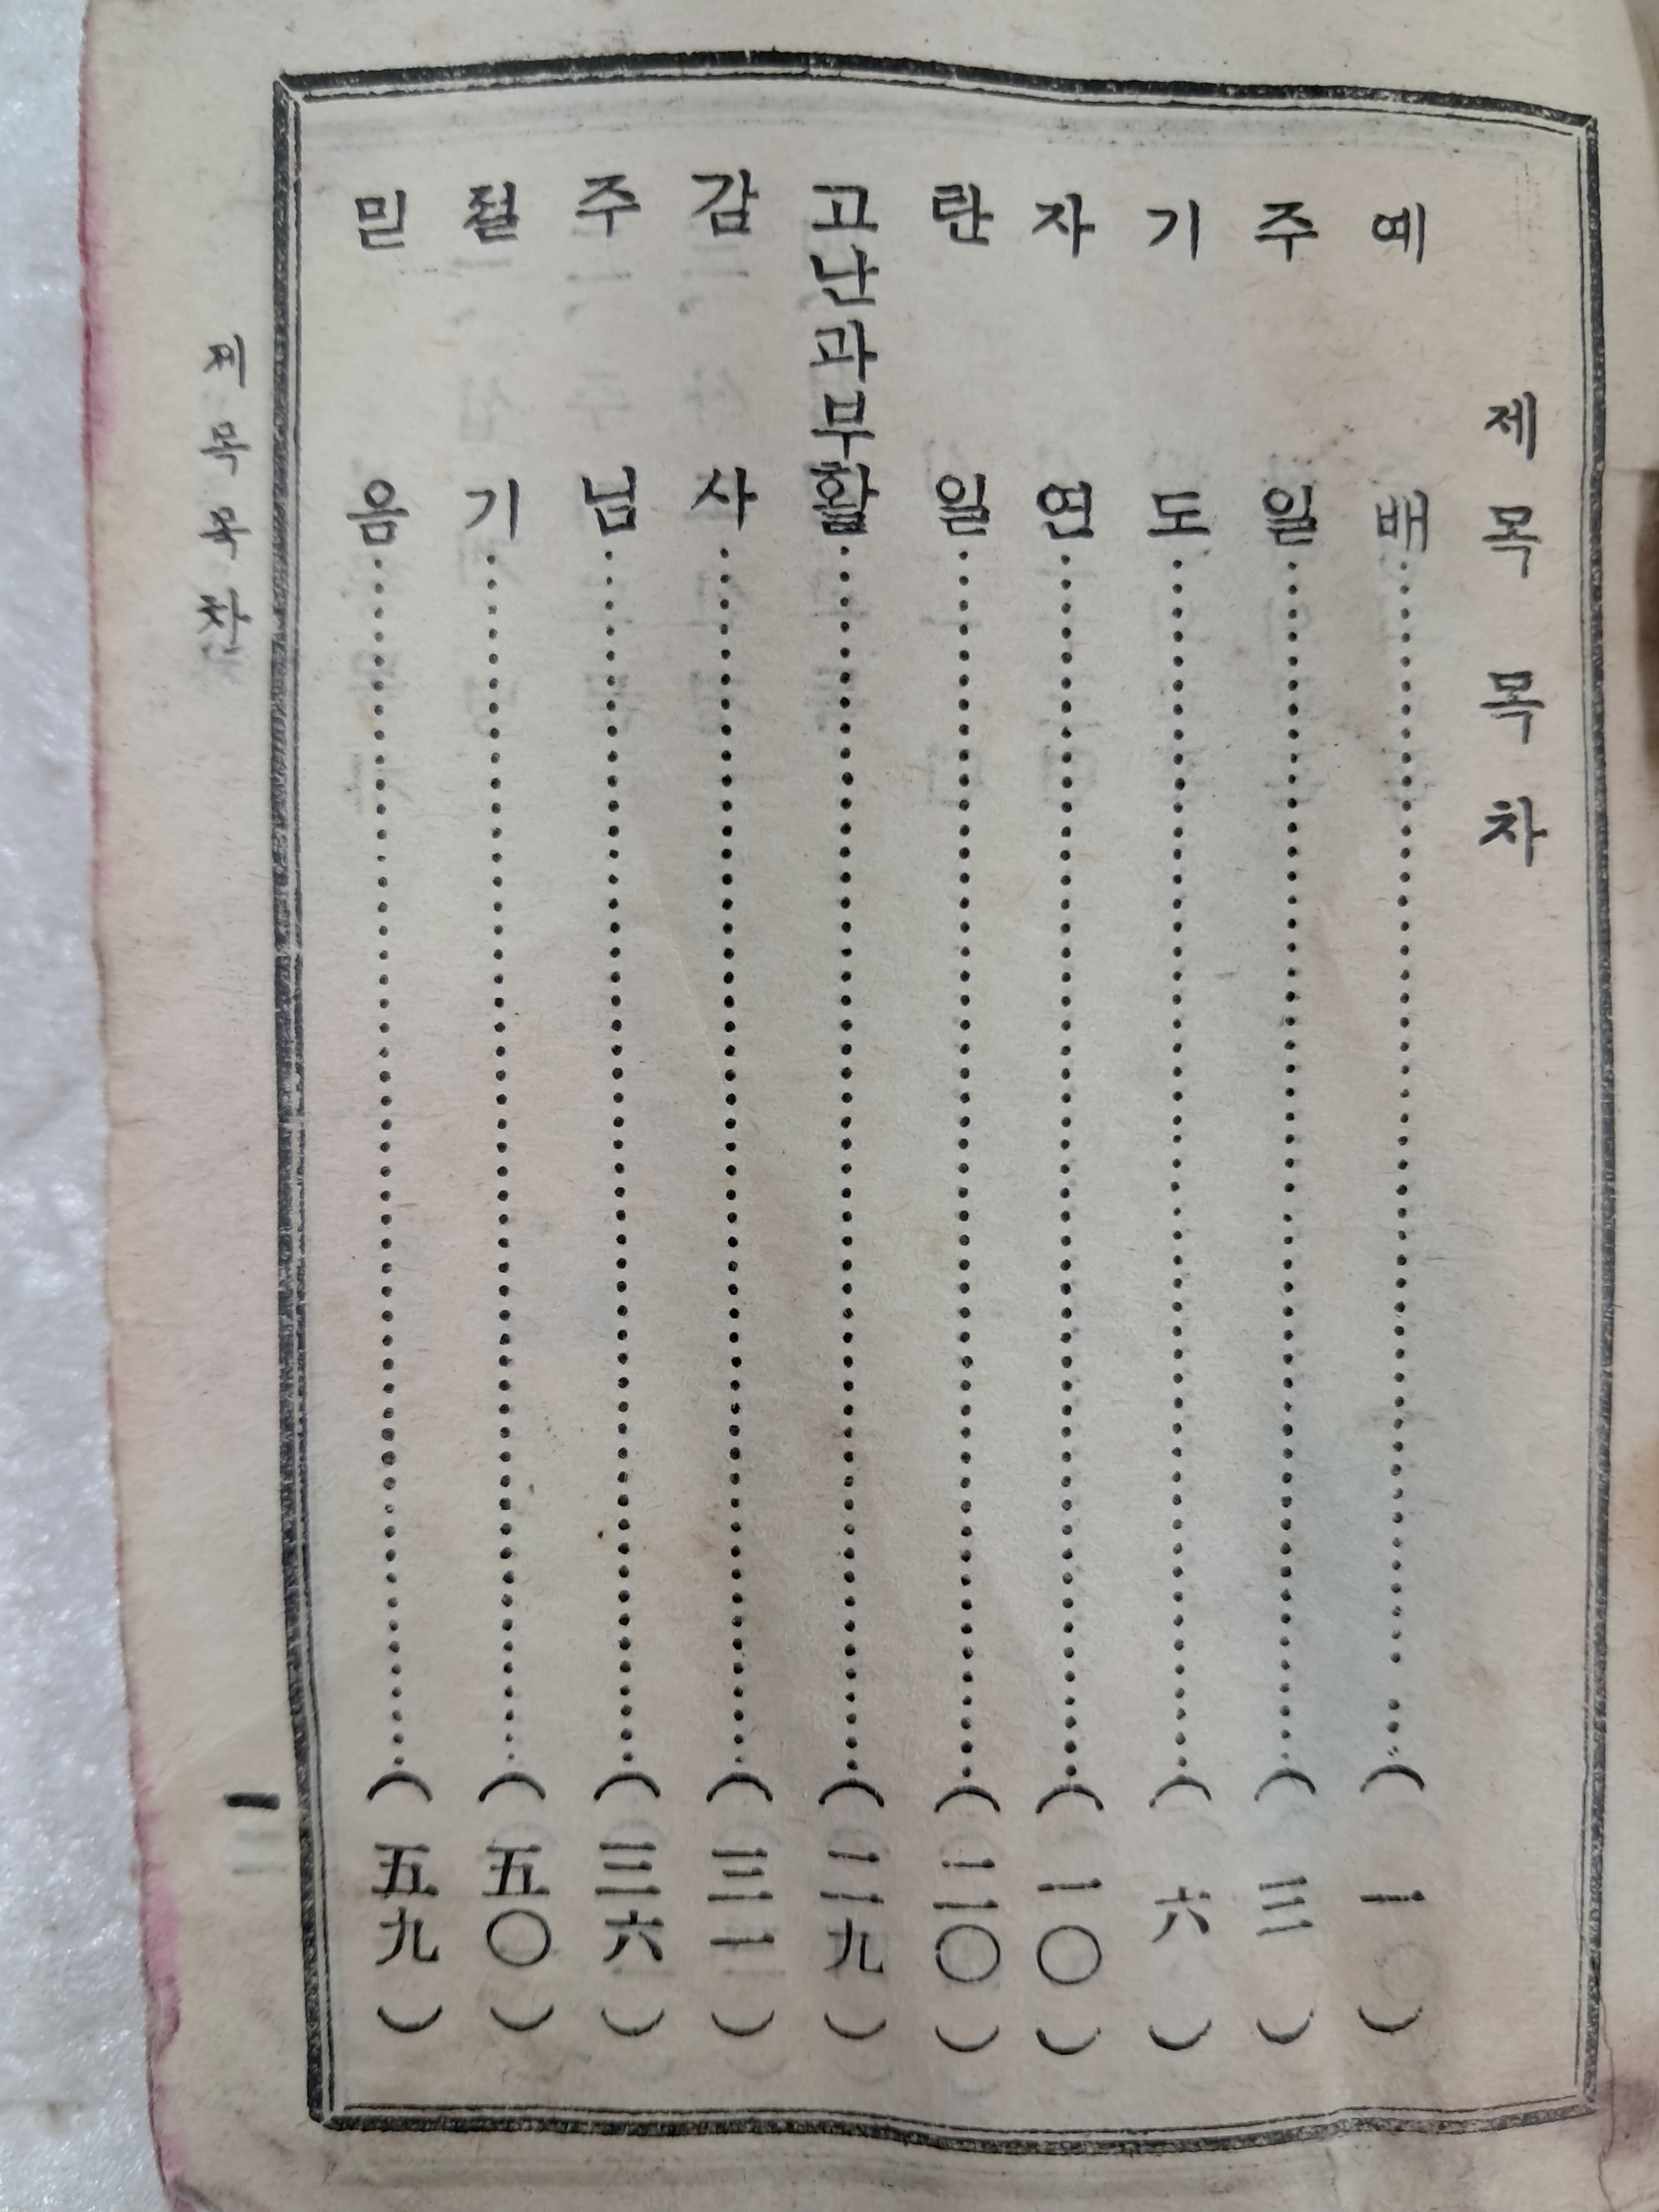 제목 목차
예배……(一)
주일……(三)
기도……(六)
자연……(一〇)
탄일……(二〇)
고난과부활……(二九)
감사……(三一)
주님……(三六)
절기……(五〇)
믿음……(五九)
제목목차
一